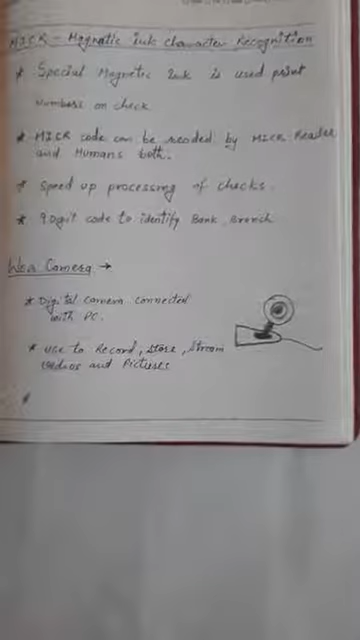 MICR - Magnetic ink character Recognition
* Special Magnetic Ink is used print
Numbers on check
* MICR code can be readed by MICR Reader
and Humans both.
* Speed up processing of checks.
* 9 Digit code to identify Bank, Branch
Web Camera →
* Digital camera connected
with PC.
* use to Record, Store, Stream
vedios and Pictures
*